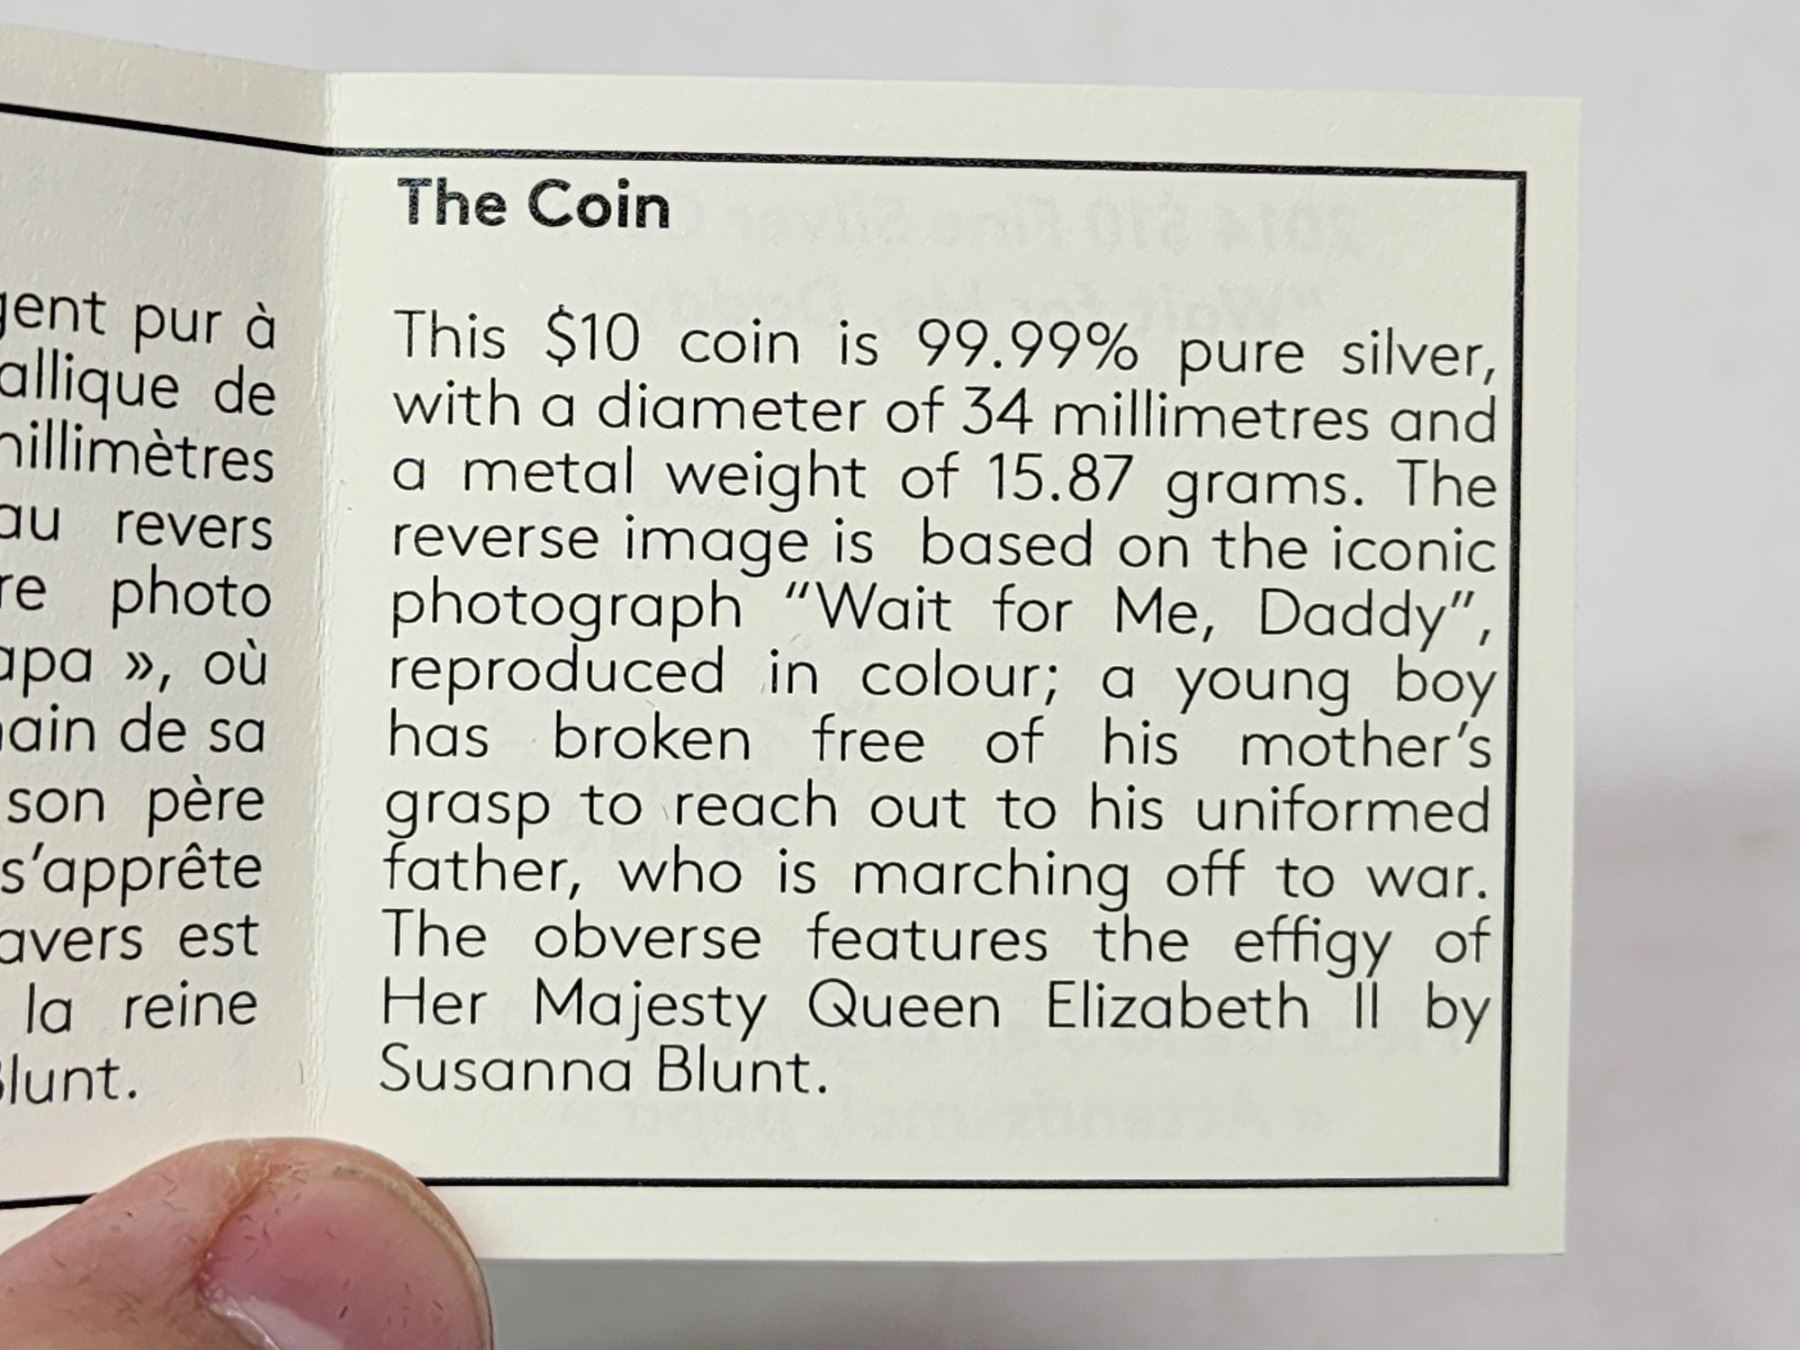 gent pur à
allique de
millimètres
au revers
re photo
apa », où
main de sa
son père
s'apprête
avers est
la reine
Blunt.
The Coin
This $10 coin is 99.99% pure silver,
with a diameter of 34 millimetres and
a metal weight of 15.87 grams. The
reverse image is based on the iconic
photograph "Wait for Me, Daddy",
reproduced in colour; a young boy
has broken free of his mother's
grasp to reach out to his uniformed
father, who is marching off to war.
The obverse features the effigy of
Her Majesty Queen Elizabeth II by
Susanna Blunt.